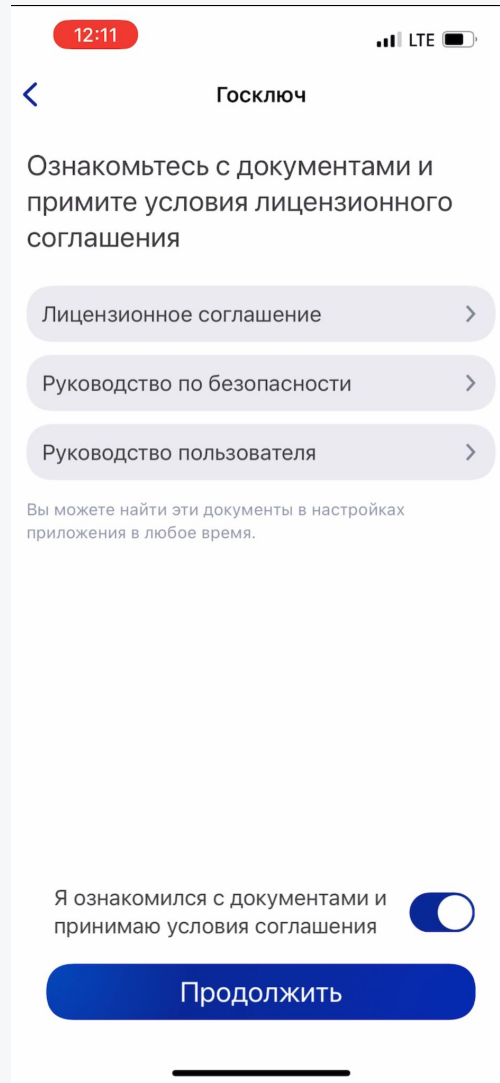 12:11
LTE
Госключ
Ознакомьтесь с документами и
примите условия лицензионного
соглашения
Лицензионное соглашение
Руководство по безопасности
Руководство пользователя
Вы можете найти эти документы в настройках
приложения в любое время.
Я ознакомился с документами и
принимаю условия соглашения
Продолжить